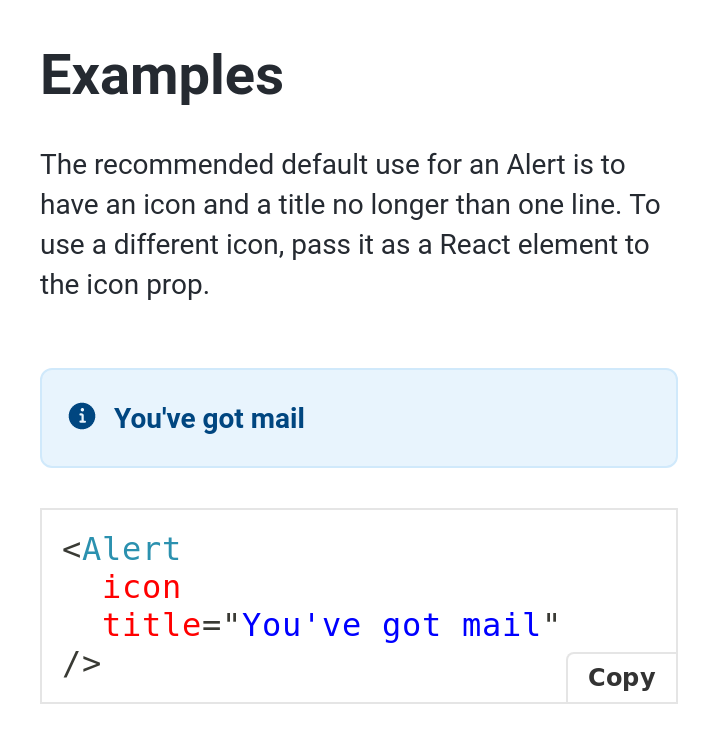 Examples
The recommended default use for an Alert is to
have an icon and a title no longer than one line. To
use a different icon, pass it as a React element to
the icon prop.
You've got mail
<Alert
  icon
  title="You've got mail"
/>
Copy